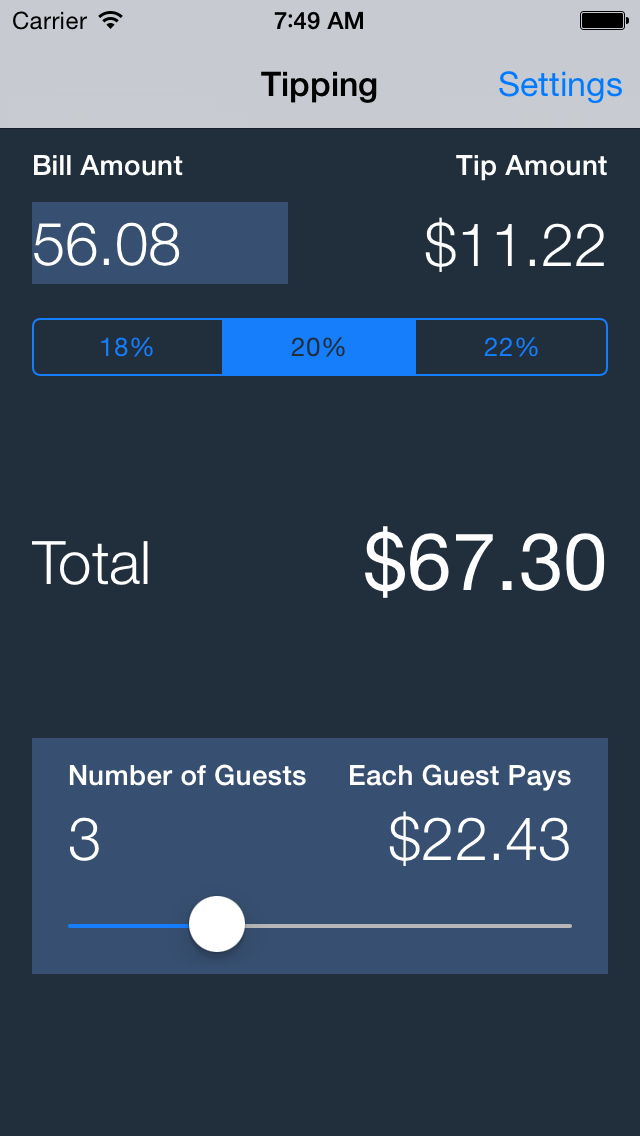 Carrier 7:49 AM
Tipping Settings
Bill Amount Tip Amount
56.08 $11.22
18% 20% 22%
Total $67.30
Number of Guests Each Guest Pays
3 $22.43